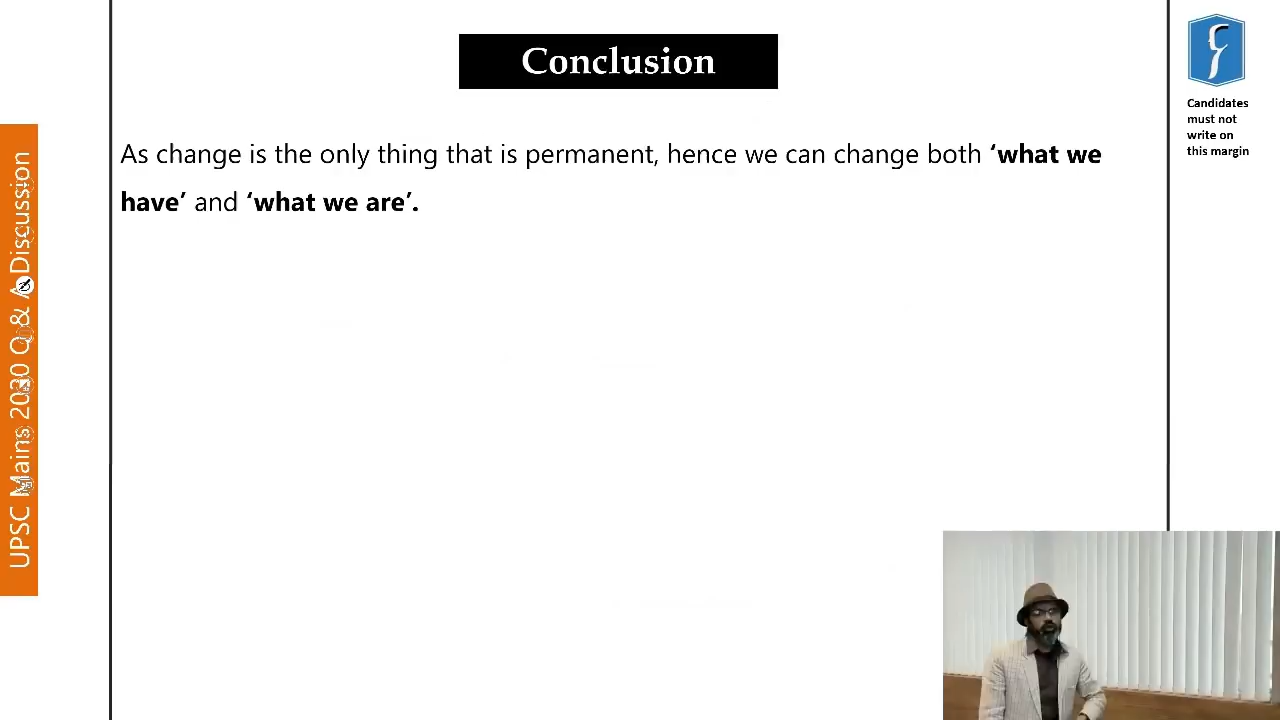 Conclusion
As change is the only thing that is permanent, hence we can change both ‘what we
have’ and ‘what we are’.
Candidates
must not
write on
this margin
UPSC Mains 2020 Q & A Discussion